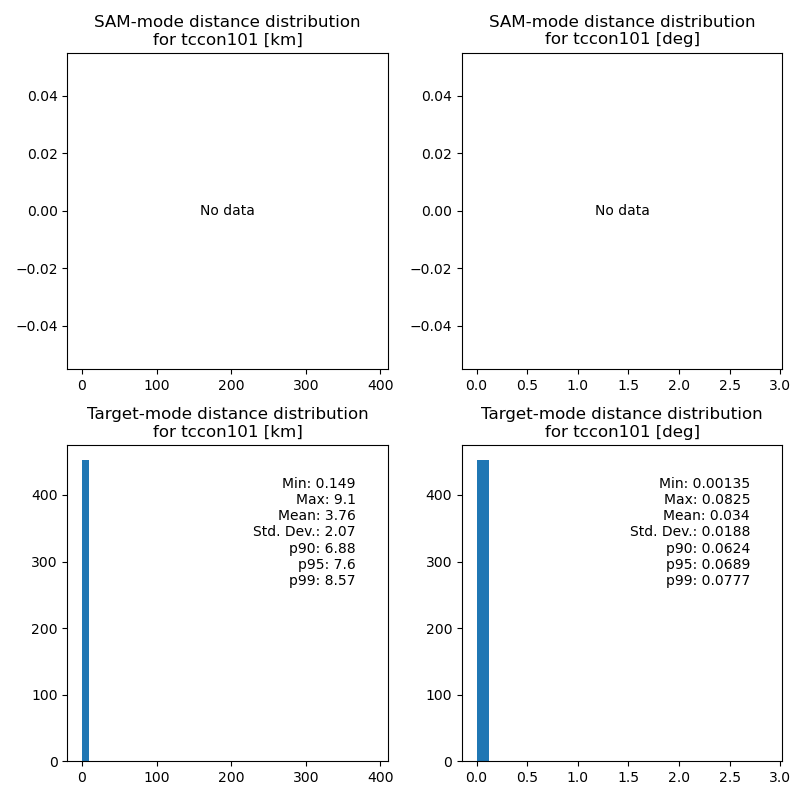 SAM-mode distance distribution
for tccon101 [km]
0.04
0.02
0.00
−0.02
−0.04
No data
0
100
200
300
400
SAM-mode distance distribution
for tccon101 [deg]
0.04
0.02
0.00
−0.02
−0.04
No data
0.0
0.5
1.0
1.5
2.0
2.5
3.0
Target-mode distance distribution
for tccon101 [km]
400
300
200
100
0
Min: 0.149
Max: 9.1
Mean: 3.76
Std. Dev.: 2.07
p90: 6.88
p95: 7.6
p99: 8.57
0
100
200
300
400
Target-mode distance distribution
for tccon101 [deg]
400
300
200
100
0
Min: 0.00135
Max: 0.0825
Mean: 0.034
Std. Dev.: 0.0188
p90: 0.0624
p95: 0.0689
p99: 0.0777
0.0
0.5
1.0
1.5
2.0
2.5
3.0